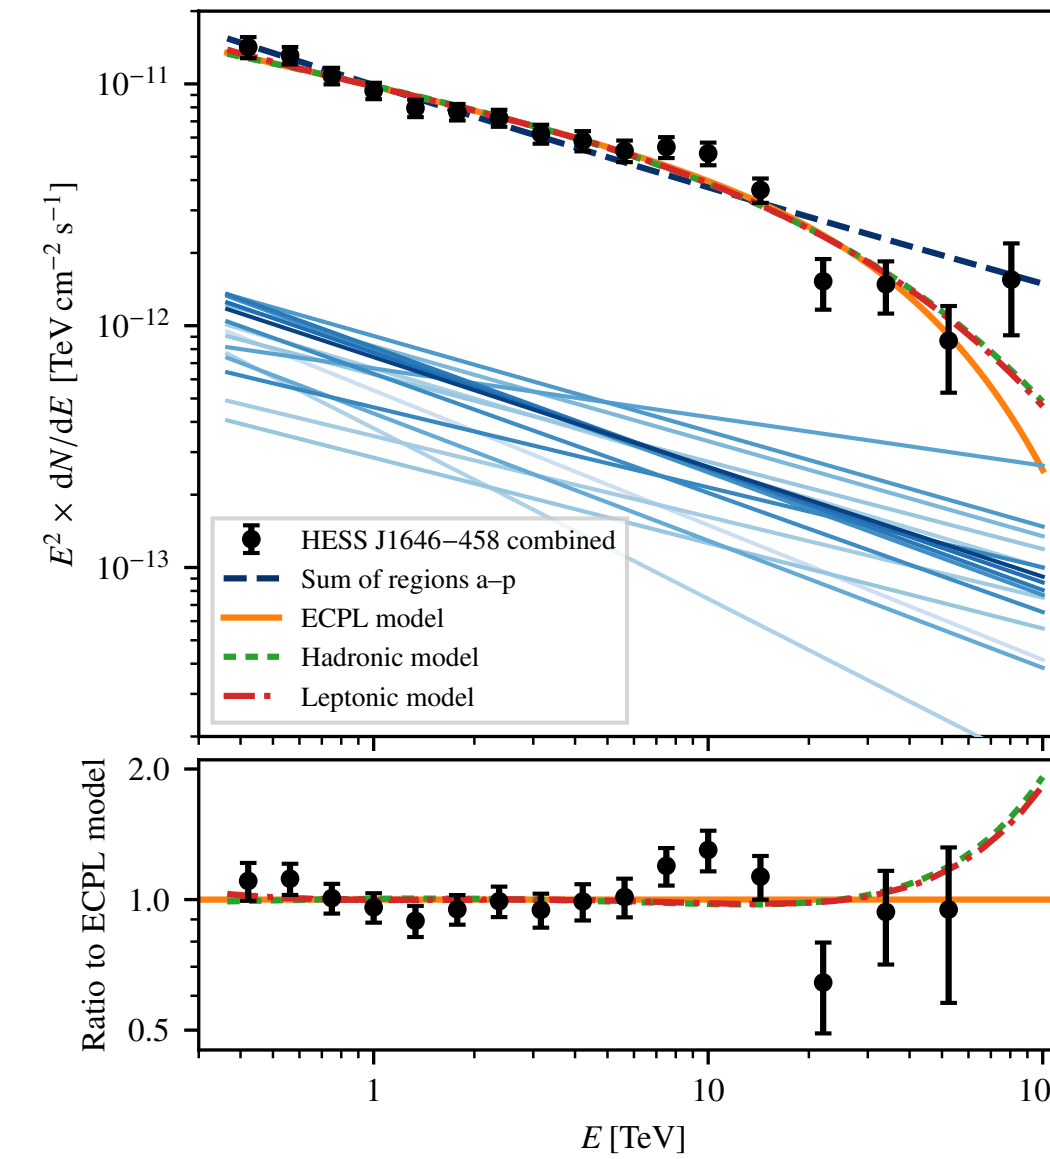 10⁻¹¹
10⁻¹²
10⁻¹³
E² × dN/dE [TeV cm⁻² s⁻¹]
HESS J1646−458 combined
Sum of regions a–p
ECPL model
Hadronic model
Leptonic model
2.0
1.0
0.5
Ratio to ECPL model
1 10 10
E [TeV]